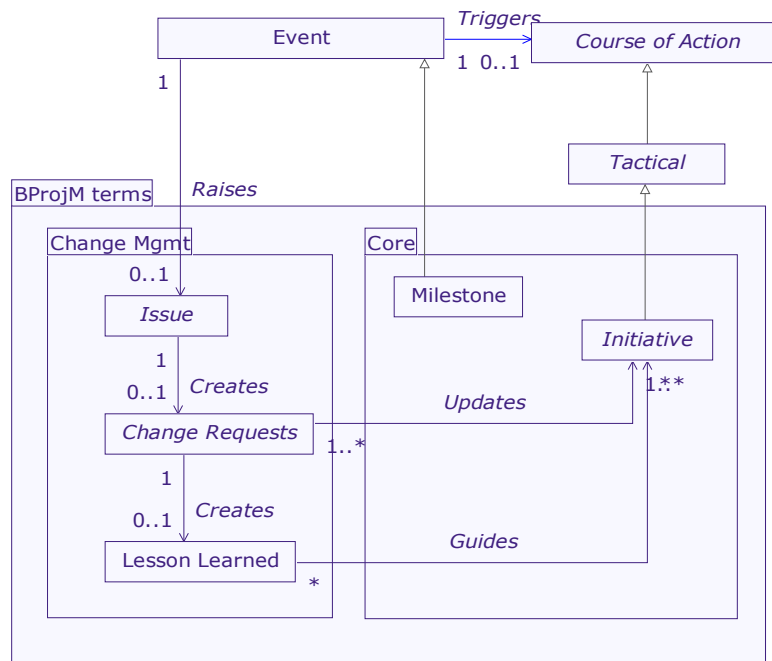 Triggers
Event
Course of Action
1
1 0..1
Tactical
BProjM terms
Raises
Change Mgmt
Core
0..1
Milestone
Issue
Initiative
1
0..1
Creates
Updates
Change Requests
1..*
1
0..1
Creates
Guides
Lesson Learned
*